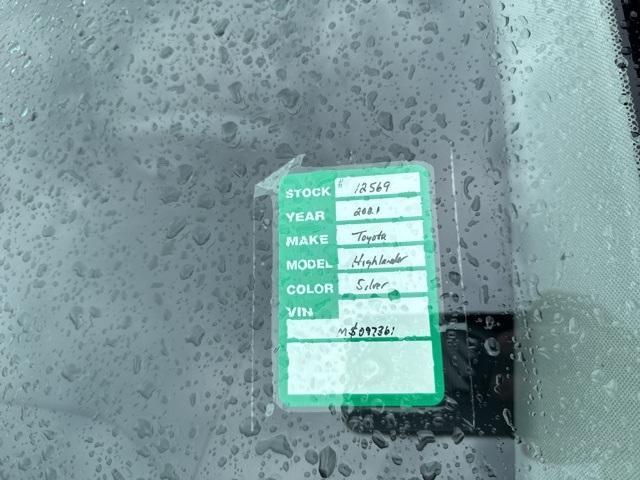 STOCK # 12569
YEAR 2021
MAKE Toyota
MODEL Highlander
COLOR Silver
VIN
MS097361